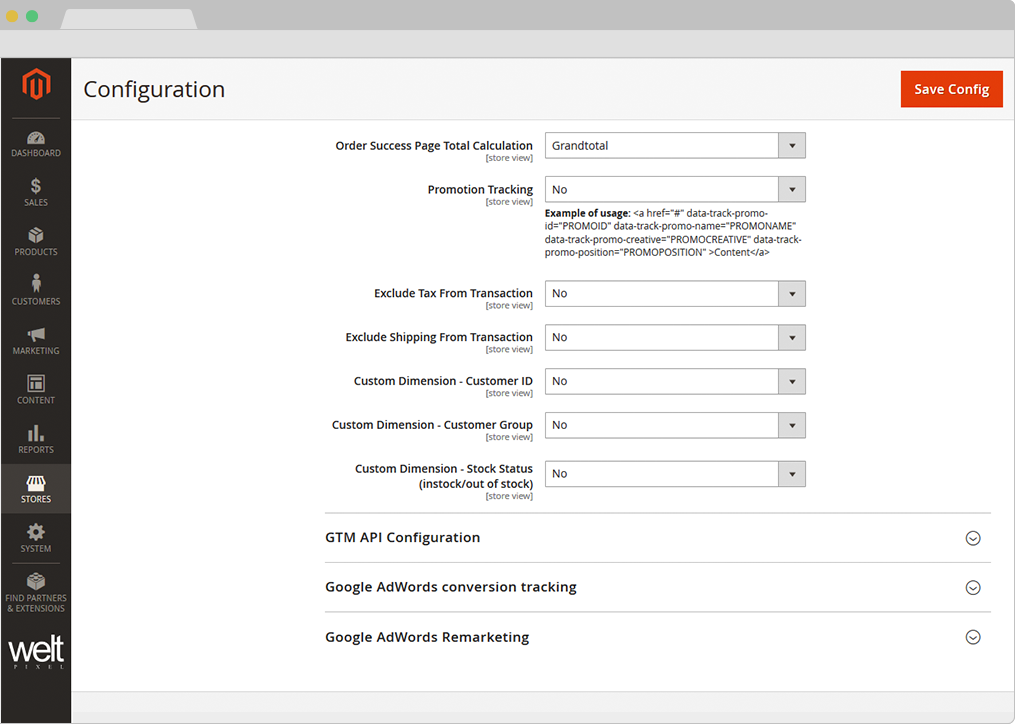 Configuration
Save Config
DASHBOARD
SALES
PRODUCTS
CUSTOMERS
MARKETING
CONTENT
REPORTS
STORES
SYSTEM
FIND PARTNERS
& EXTENSIONS
welt
PIXEL
Order Success Page Total Calculation
[store view]
Grandtotal
Promotion Tracking
[store view]
No
Example of usage: <a href="#" data-track-promo-
id="PROMOID" data-track-promo-name="PROMONAME"
data-track-promo-creative="PROMOCREATIVE" data-track-
promo-position="PROMOPOSITION" >Content</a>
Exclude Tax From Transaction
[store view]
No
Exclude Shipping From Transaction
[store view]
No
Custom Dimension - Customer ID
[store view]
No
Custom Dimension - Customer Group
[store view]
No
Custom Dimension - Stock Status
(instock/out of stock)
[store view]
No
GTM API Configuration
Google AdWords conversion tracking
Google AdWords Remarketing